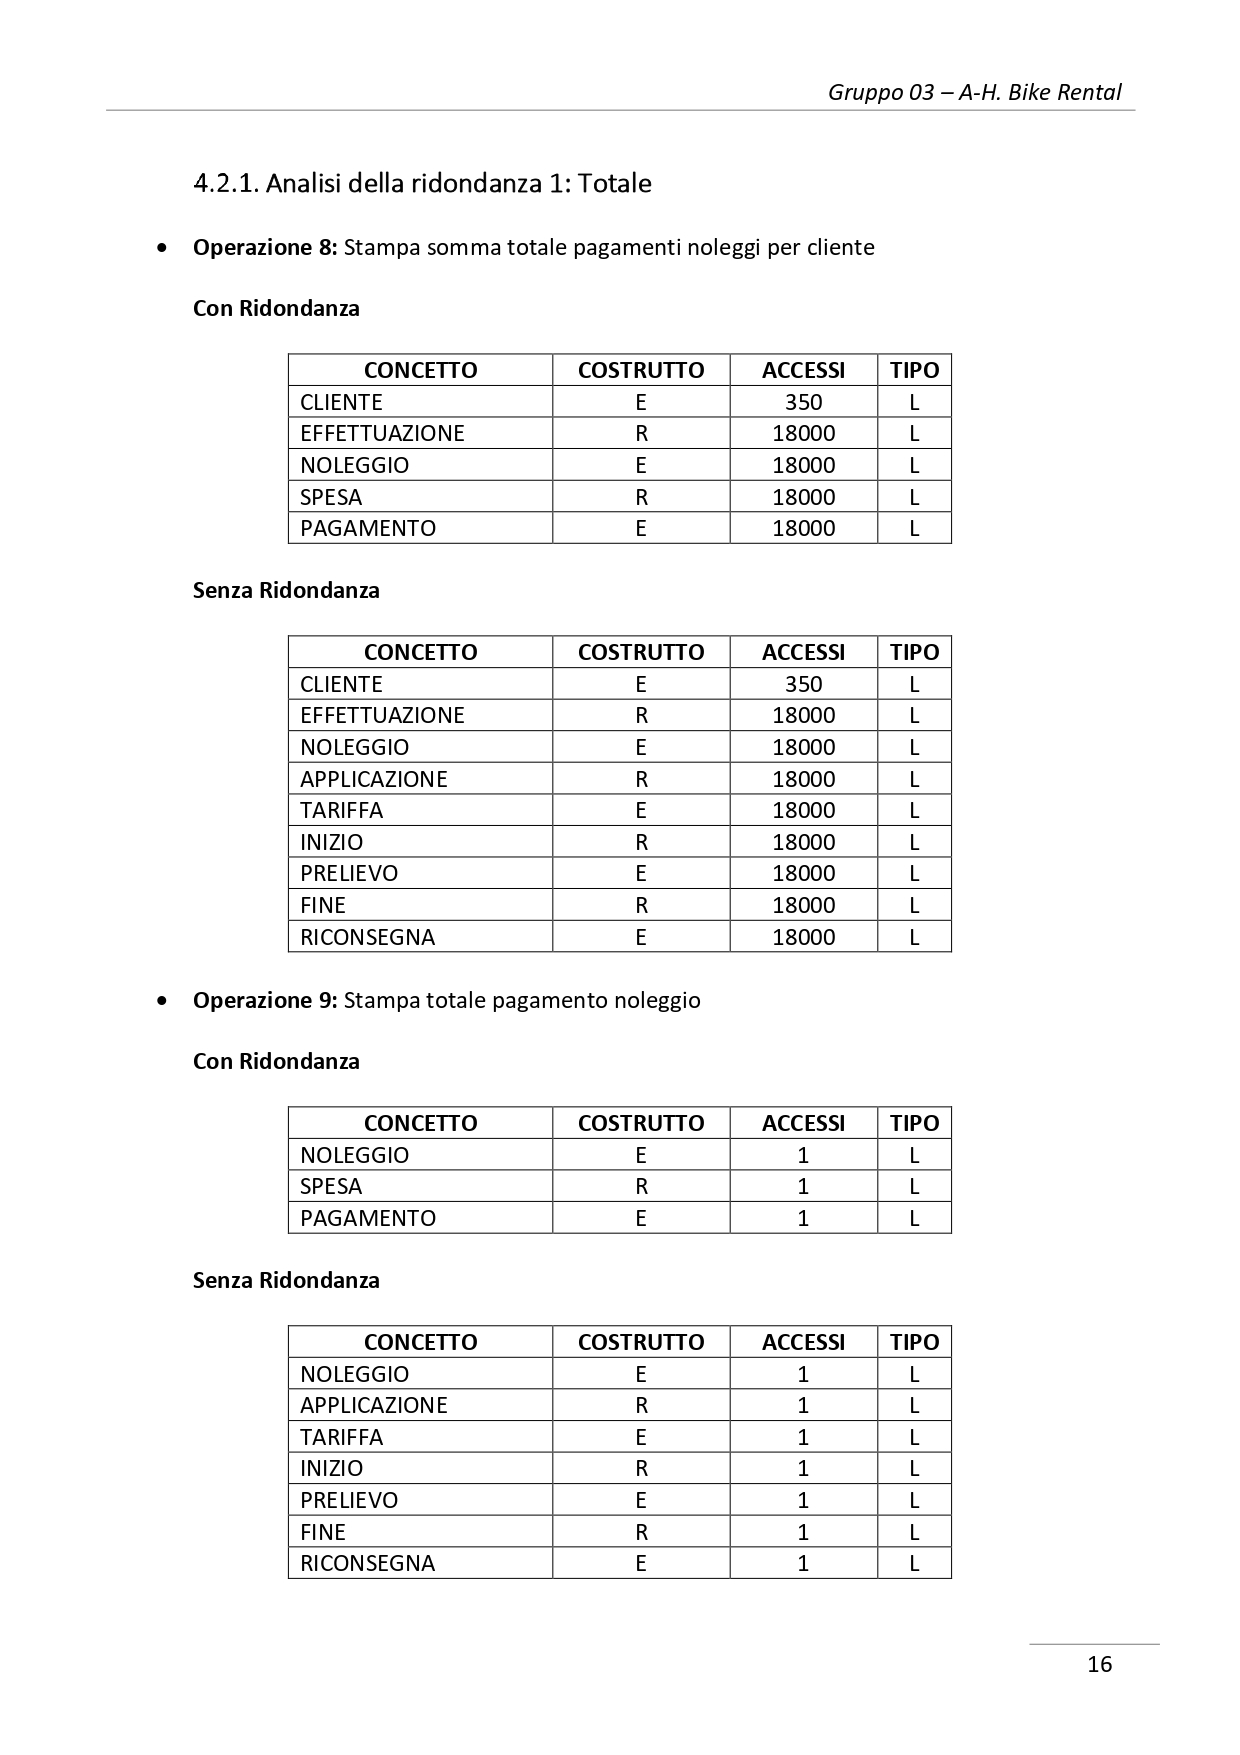 Gruppo 03 – A-H. Bike Rental
4.2.1. Analisi della ridondanza 1: Totale
• Operazione 8: Stampa somma totale pagamenti noleggi per cliente
Con Ridondanza
CONCETTO COSTRUTTO ACCESSI TIPO
CLIENTE E 350 L
EFFETTUAZIONE R 18000 L
NOLEGGIO E 18000 L
SPESA R 18000 L
PAGAMENTO E 18000 L
Senza Ridondanza
CONCETTO COSTRUTTO ACCESSI TIPO
CLIENTE E 350 L
EFFETTUAZIONE R 18000 L
NOLEGGIO E 18000 L
APPLICAZIONE R 18000 L
TARIFFA E 18000 L
INIZIO R 18000 L
PRELIEVO E 18000 L
FINE R 18000 L
RICONSEGNA E 18000 L
• Operazione 9: Stampa totale pagamento noleggio
Con Ridondanza
CONCETTO COSTRUTTO ACCESSI TIPO
NOLEGGIO E 1 L
SPESA R 1 L
PAGAMENTO E 1 L
Senza Ridondanza
CONCETTO COSTRUTTO ACCESSI TIPO
NOLEGGIO E 1 L
APPLICAZIONE R 1 L
TARIFFA E 1 L
INIZIO R 1 L
PRELIEVO E 1 L
FINE R 1 L
RICONSEGNA E 1 L
16